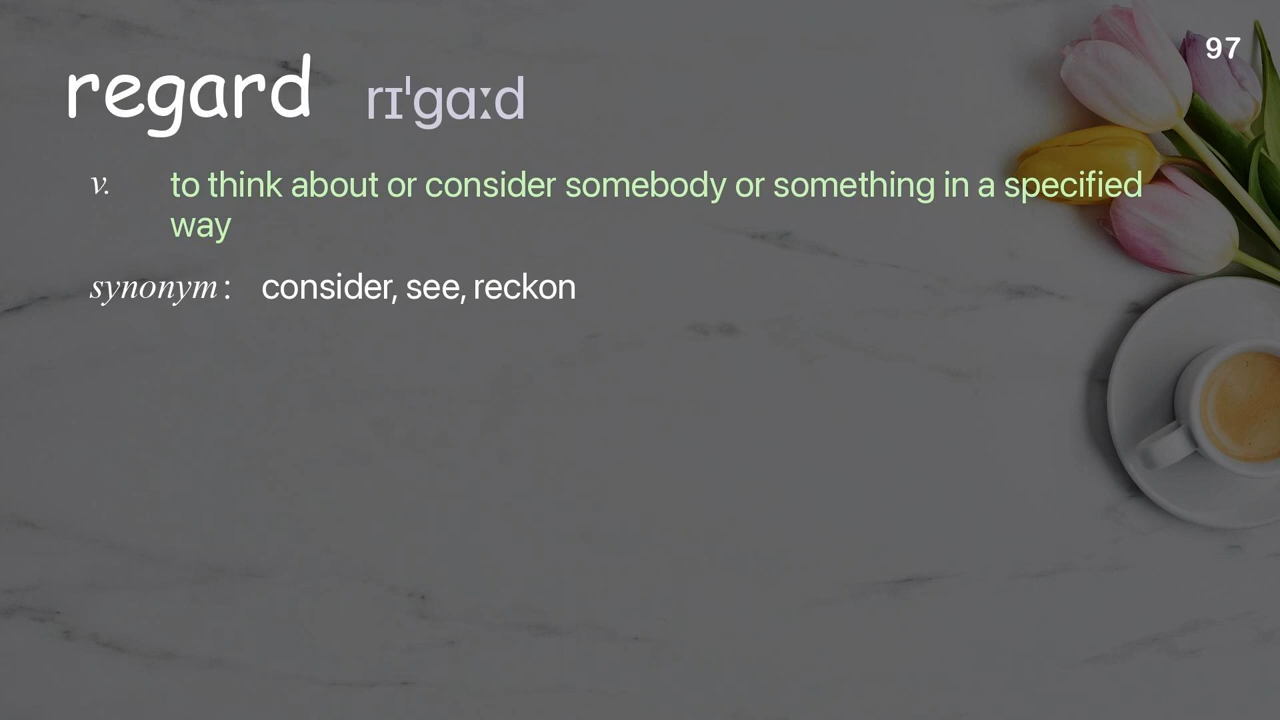 97
regard rɪˈɡɑːd
v. to think about or consider somebody or something in a specified
way
synonym: consider, see, reckon